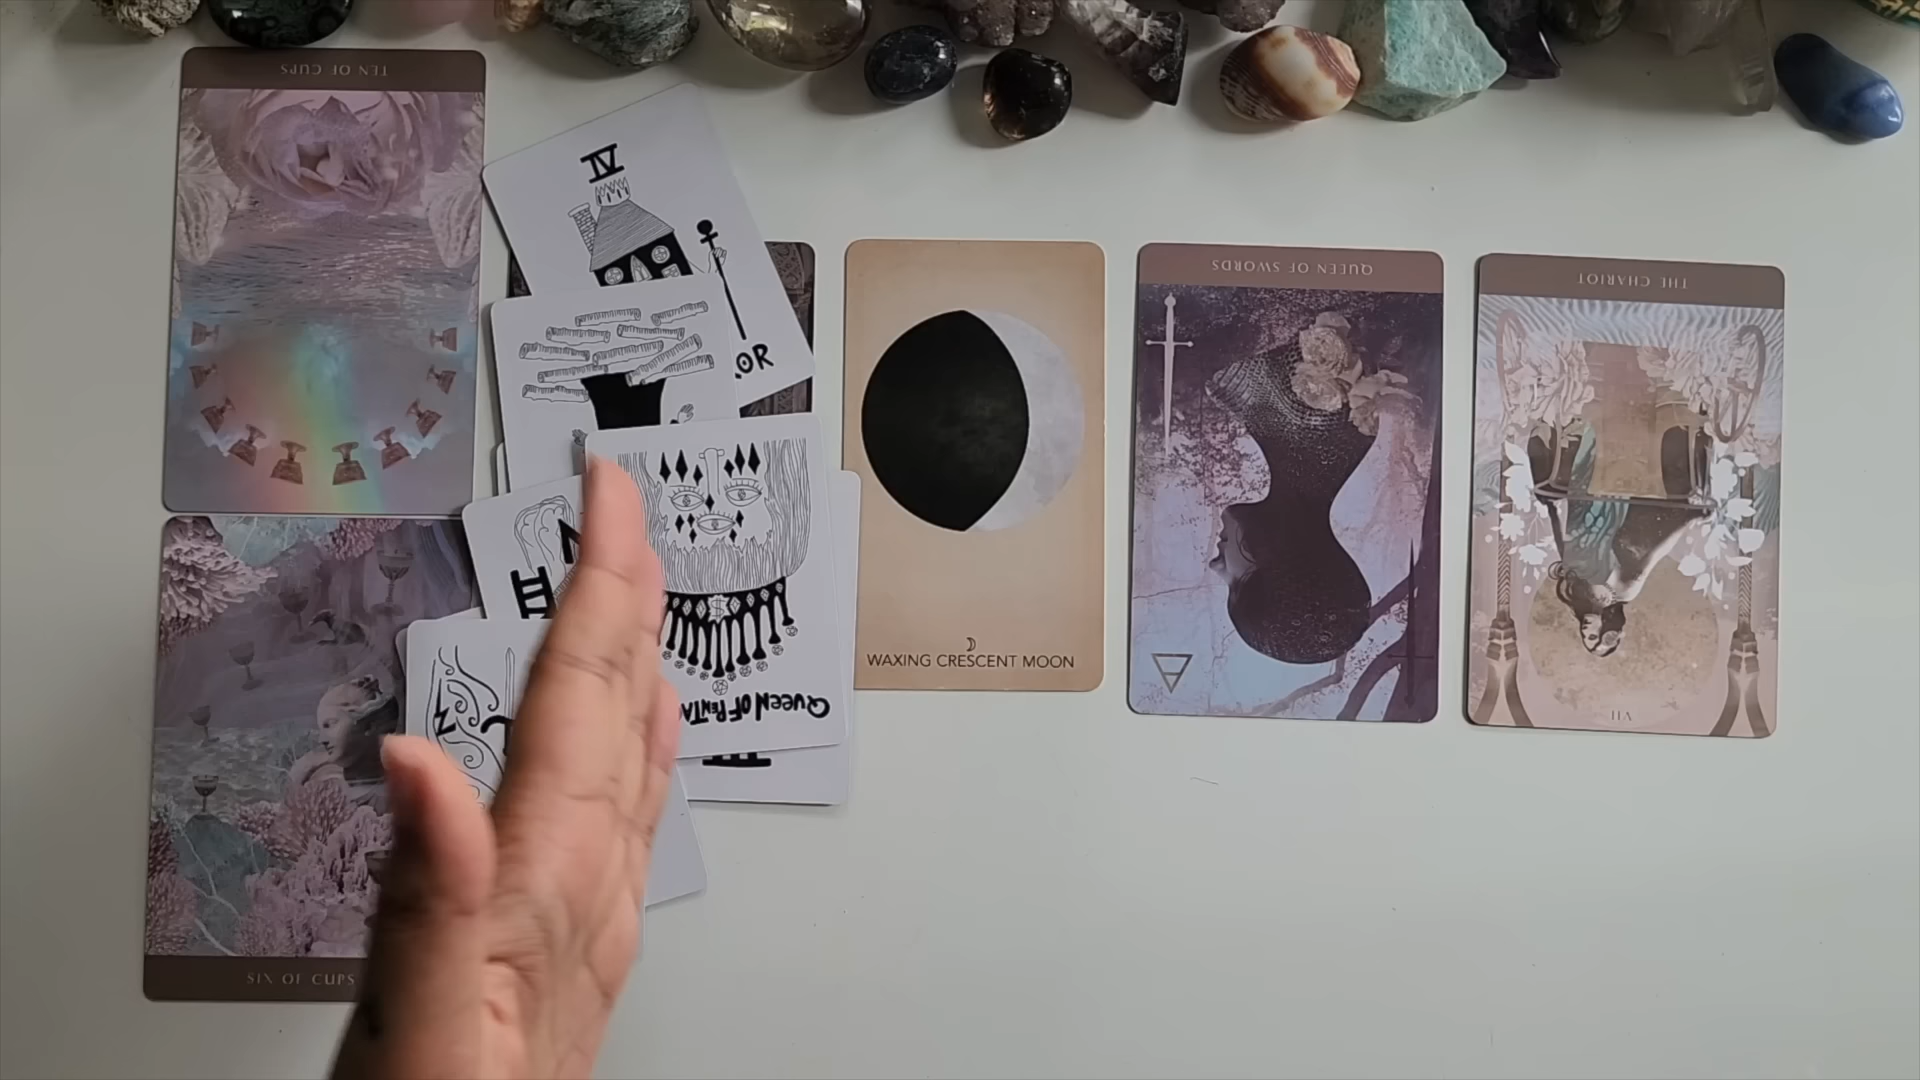 TEN OF CUPS
IV
OR
QUEEN OF SWORDS
THE CHARIOT
WAXING CRESCENT MOON
QUEEN OF PENTA
VII
SIX OF CUPS